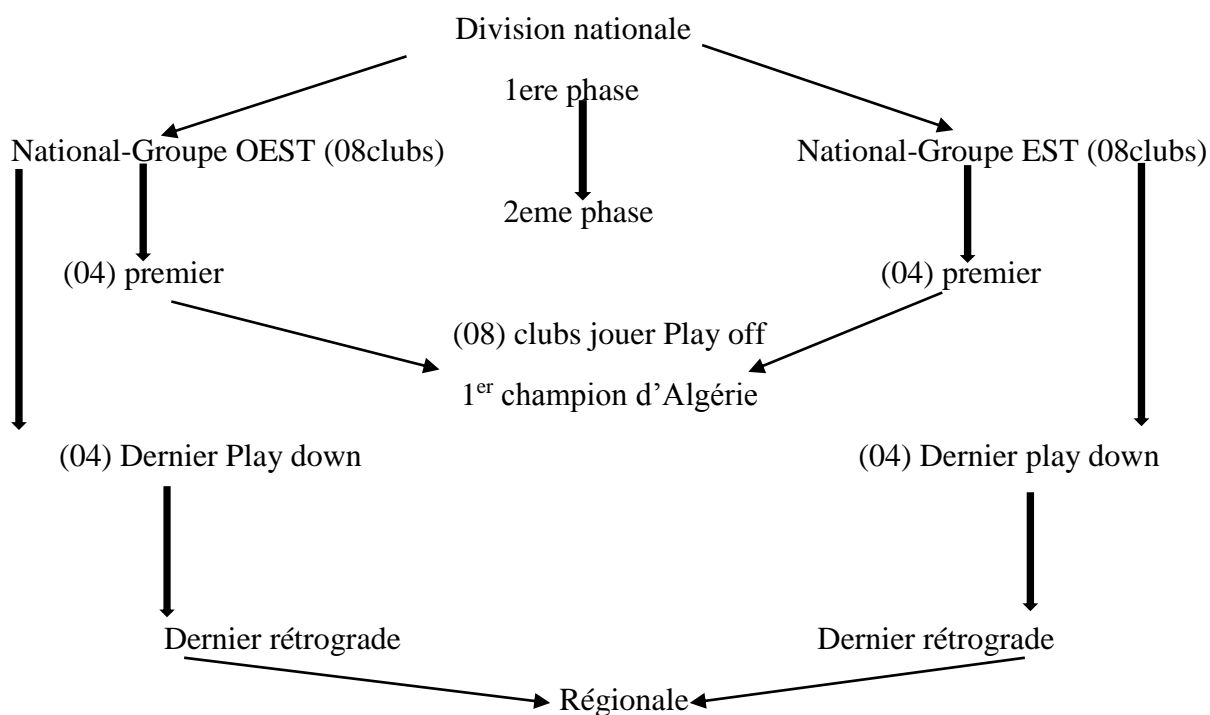 Division nationale
1ere phase
National-Groupe OEST (08clubs)
National-Groupe EST (08clubs)
2eme phase
(04) premier
(04) premier
(08) clubs jouer Play off
1er champion d’Algérie
(04) Dernier Play down
(04) Dernier play down
Dernier rétrograde
Dernier rétrograde
Régionale